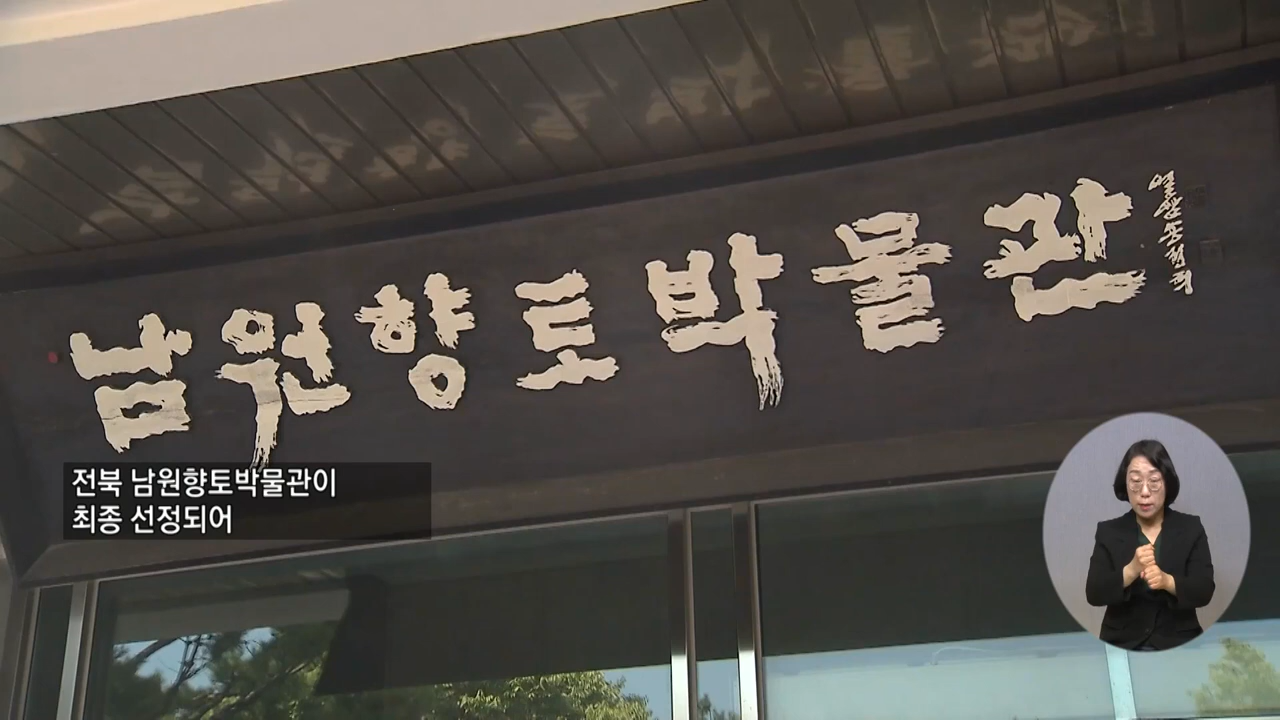 남원향토박물관
전북 남원향토박물관이
최종 선정되어